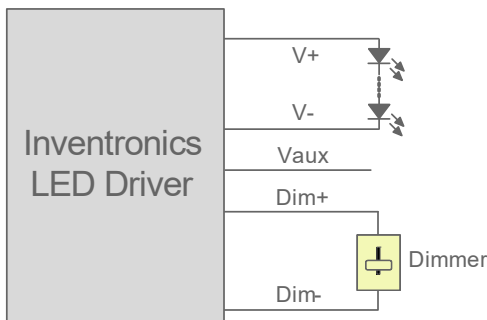 V+
V-
Inventronics
LED Driver
Vaux
Dim+
Dimmer
Dim-